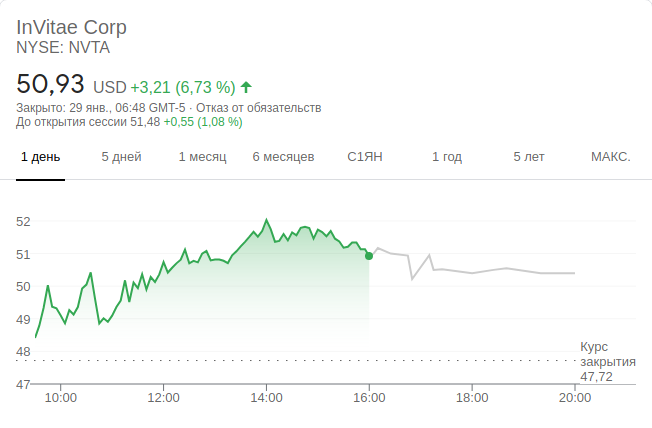 InVitae Corp
NYSE: NVTA
50,93 USD +3,21 (6,73 %) ↑
Закрыто: 29 янв., 06:48 GMT-5 · Отказ от обязательств
До открытия сессии 51,48 +0,55 (1,08 %)
1 день 5 дней 1 месяц 6 месяцев С1ЯН 1 год 5 лет МАКС.
52
51
50
49
48
Курс
закрытия
47,72
47
10:00 12:00 14:00 16:00 18:00 20:00